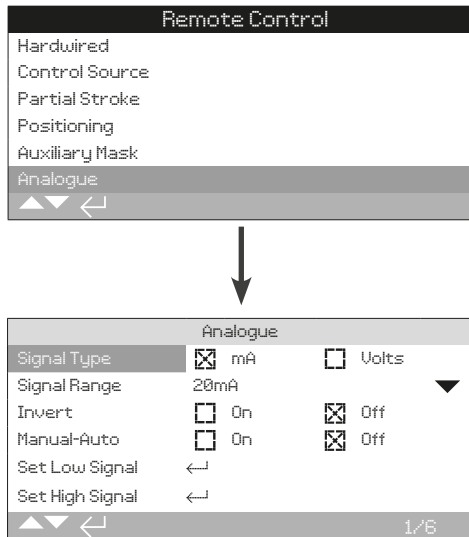 Remote Control
Hardwired
Control Source
Partial Stroke
Positioning
Auxiliary Mask
Analogue
Analogue
Signal Type mA Volts
Signal Range 20mA
Invert On Off
Manual-Auto On Off
Set Low Signal
Set High Signal
1/6